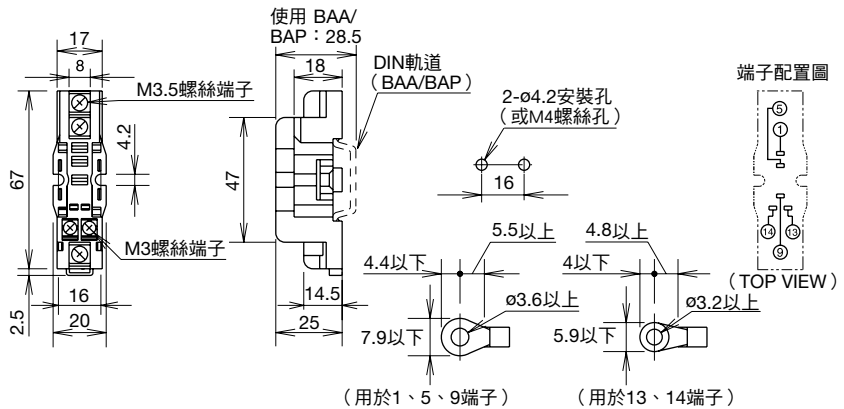 使用 BAA/
BAP：28.5
17
8
18
DIN軌道
（BAA/BAP）
M3.5螺絲端子
端子配置圖
2-ø4.2安裝孔
（或M4螺絲孔）
4.2
67
47
16
5
1
14
13
9
（TOP VIEW）
M3螺絲端子
5.5以上
4.8以上
4.4以下
4以下
16
20
2.5
14.5
25
ø3.6以上
ø3.2以上
7.9以下
5.9以下
（用於1、5、9端子）
（用於13、14端子）